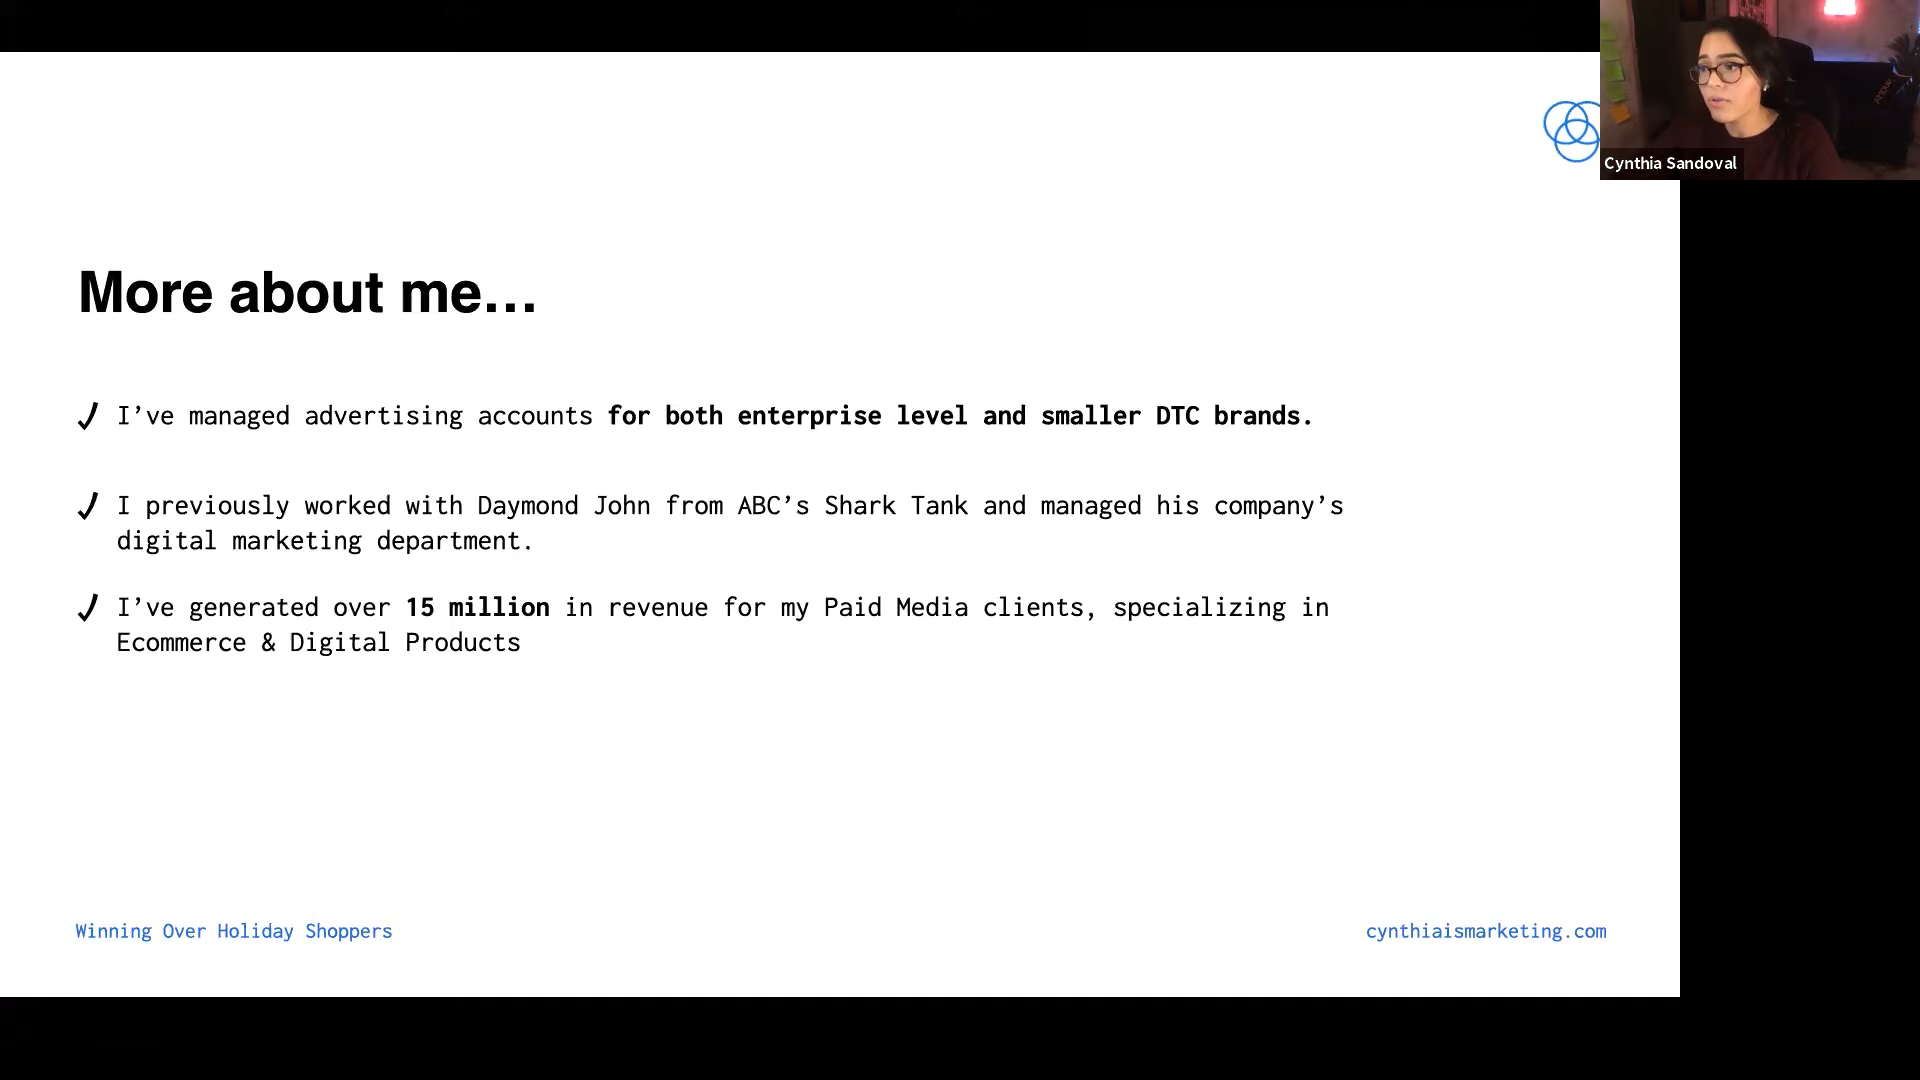 Cynthia Sandoval
More about me...
I’ve managed advertising accounts for both enterprise level and smaller DTC brands.
I previously worked with Daymond John from ABC’s Shark Tank and managed his company’s
digital marketing department.
I’ve generated over 15 million in revenue for my Paid Media clients, specializing in
Ecommerce & Digital Products
Winning Over Holiday Shoppers
cynthiaismarketing.com